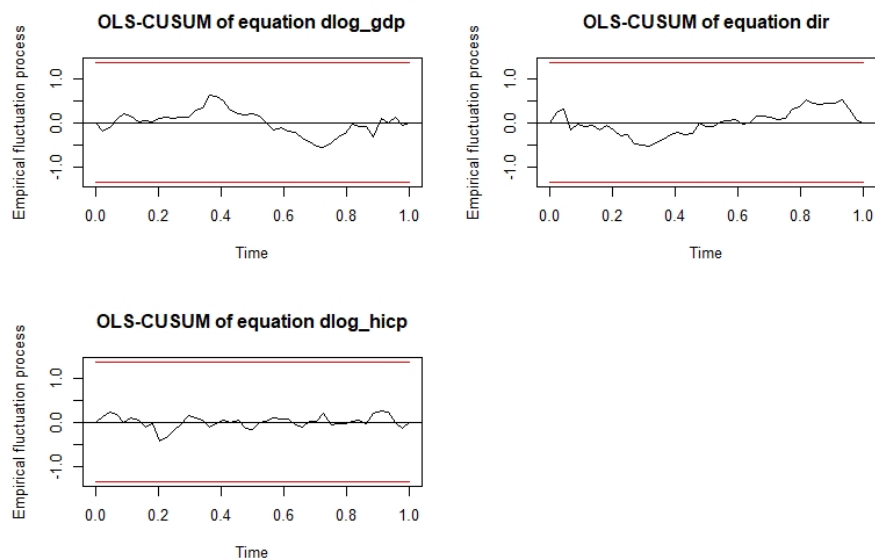 OLS-CUSUM of equation dlog_gdp
Empirical fluctuation process
1.0
0.0
-1.0
0.0 0.2 0.4 0.6 0.8 1.0
Time
OLS-CUSUM of equation dir
Empirical fluctuation process
1.0
0.0
-1.0
0.0 0.2 0.4 0.6 0.8 1.0
Time
OLS-CUSUM of equation dlog_hicp
Empirical fluctuation process
1.0
0.0
-1.0
0.0 0.2 0.4 0.6 0.8 1.0
Time